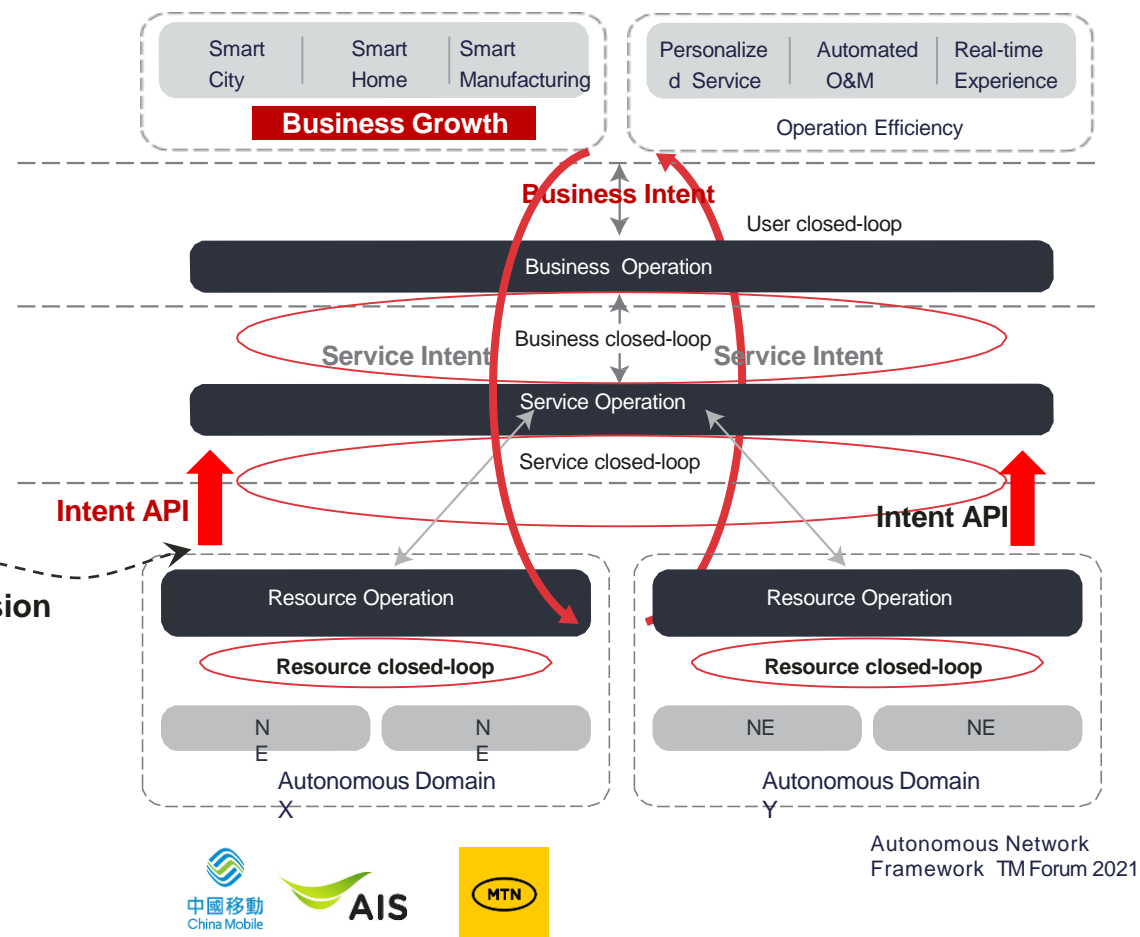 Smart
City
Smart
Home
Smart
Manufacturing
Business Growth
Personalize
d Service
Automated
O&M
Real-time
Experience
Operation Efficiency
Business Intent
User closed-loop
Business Operation
Business closed-loop
Service Intent
Service Intent
Service Operation
Service closed-loop
Intent API
Intent API
sion
Resource Operation
Resource closed-loop
N
E
N
E
Autonomous Domain
X
Resource Operation
Resource closed-loop
NE
NE
Autonomous Domain
Y
Autonomous Network
Framework TM Forum 2021
中國移動
China Mobile
AIS
MTN